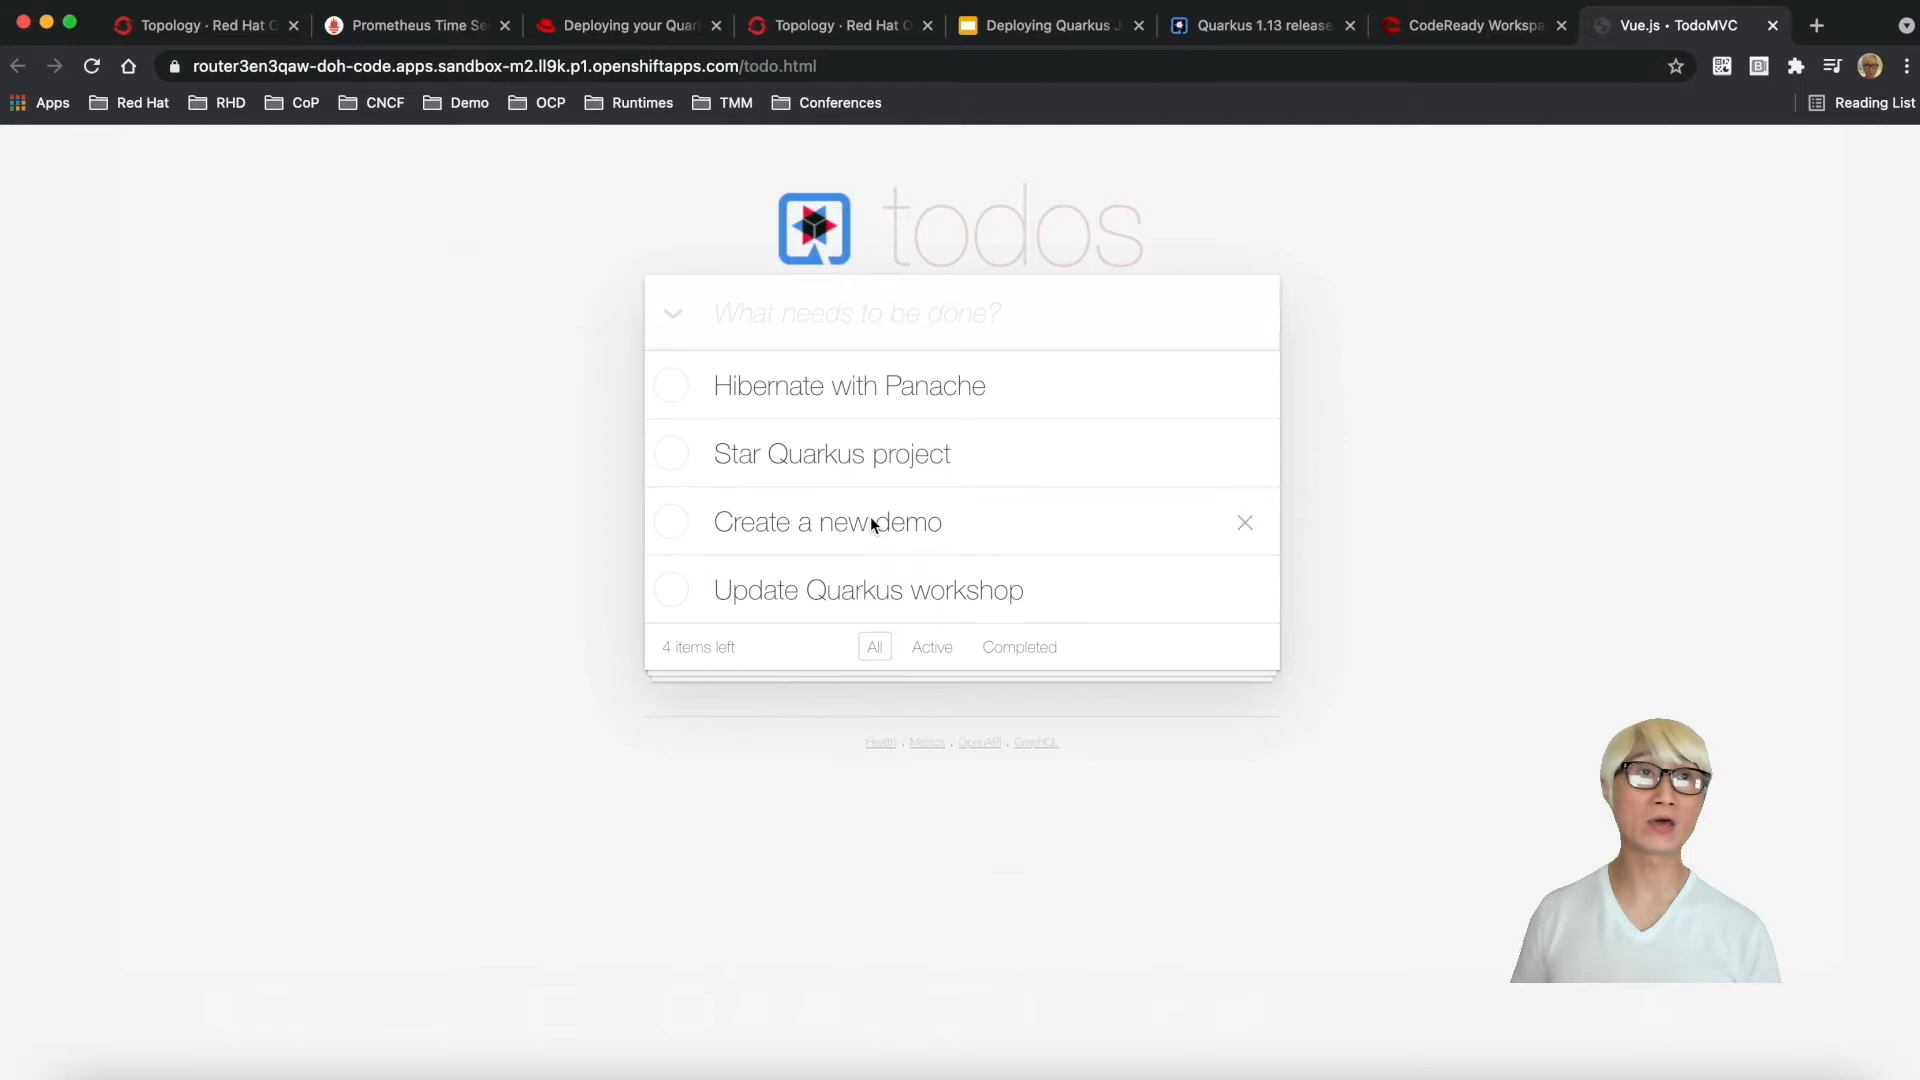 Topology · Red Hat O
Prometheus Time Se
Deploying your Quar
Topology · Red Hat O
Deploying Quarkus J
Quarkus 1.13 release
CodeReady Workspa
Vue.js • TodoMVC
router3en3qaw-doh-code.apps.sandbox-m2.ll9k.p1.openshiftapps.com/todo.html
Apps Red Hat RHD CoP CNCF Demo OCP Runtimes TMM Conferences Reading List
todos
What needs to be done?
Hibernate with Panache
Star Quarkus project
Create a new demo
Update Quarkus workshop
4 items left All Active Completed
Health . Metrics . OpenAPI . GraphQL